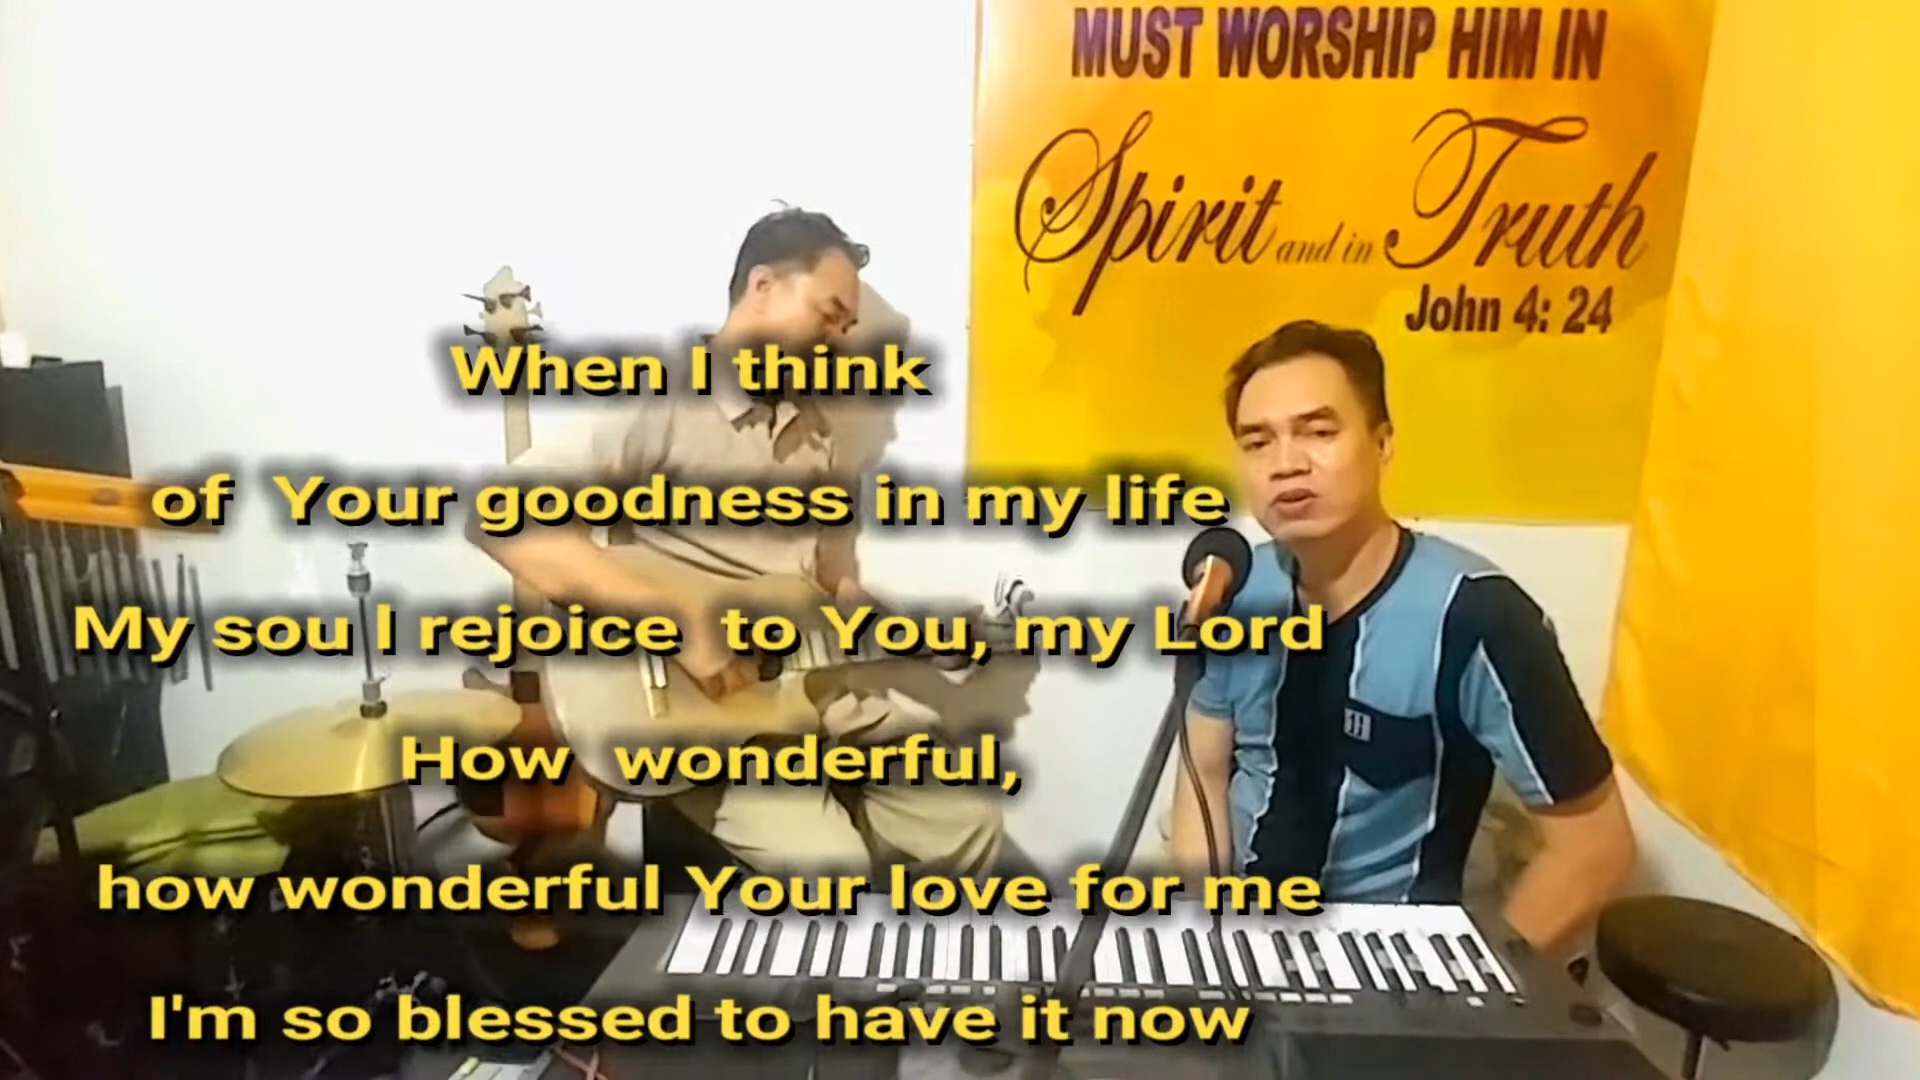 MUST WORSHIP HIM IN
Spirit and in Truth
John 4: 24
When I think
of Your goodness in my life
My sou l rejoice to You, my Lord
How wonderful,
how wonderful Your love for me
I'm so blessed to have it now